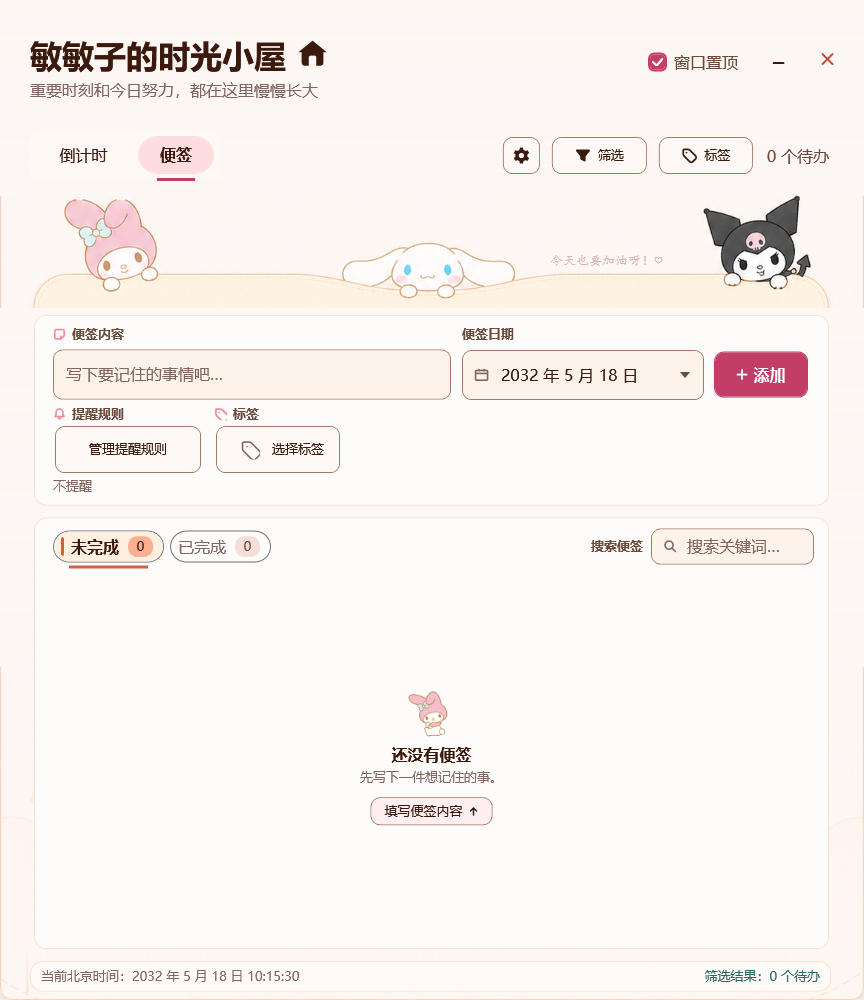 敏敏子的时光小屋
重要时刻和今日努力，都在这里慢慢长大
窗口置顶
倒计时
便签
筛选
标签
0 个待办
今天也要加油呀！♡
便签内容
便签日期
写下要记住的事情吧...
2032 年 5 月 18 日
+ 添加
提醒规则
标签
管理提醒规则
选择标签
不提醒
未完成 0
已完成 0
搜索便签
搜索关键词...
还没有便签
先写下一件想记住的事。
填写便签内容 ↑
当前北京时间：2032 年 5 月 18 日 10:15:30
筛选结果：0 个待办